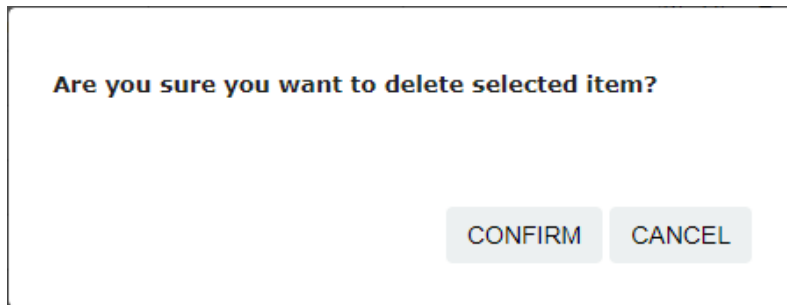 Are you sure you want to delete selected item?
CONFIRM CANCEL